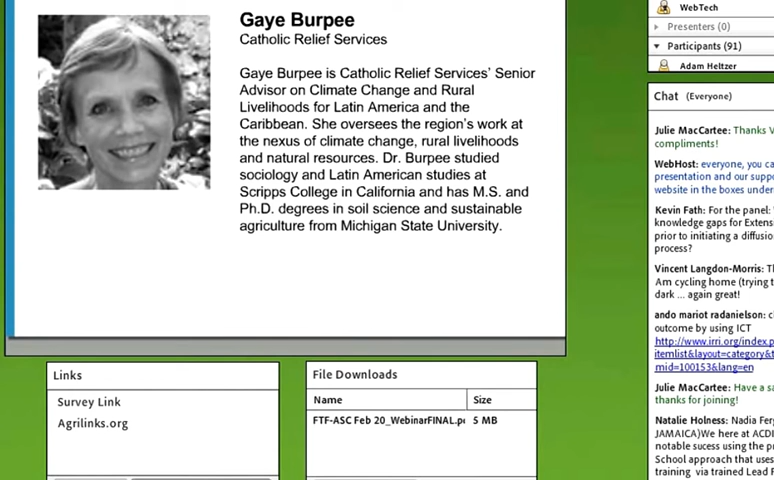 Gaye Burpee
Catholic Relief Services
Gaye Burpee is Catholic Relief Services' Senior
Advisor on Climate Change and Rural
Livelihoods for Latin America and the
Caribbean. She oversees the region's work at
the nexus of climate change, rural livelihoods
and natural resources. Dr. Burpee studied
sociology and Latin American studies at
Scripps College in California and has M.S. and
Ph.D. degrees in soil science and sustainable
agriculture from Michigan State University.
Links
Survey Link
Agrilinks.org
File Downloads
Name Size
FTF-ASC Feb 20_WebinarFINAL.p 5 MB
WebTech
Presenters (0)
Participants (91)
Adam Heltzer
Chat (Everyone)
Julie MacCartee: Thanks V
compliments!
WebHost: everyone, you ca
presentation and our supp
website in the boxes under
Kevin Fath: For the panel:
knowledge gaps for Extens
prior to initiating a diffusio
process?
Vincent Langdon-Morris: Th
Am cycling home (trying t
dark ... again great!
ando mariot radanielson: c
outcome by using ICT
http://www.irri.org/index.p
itemlist&layout=category&t
mid=100153&lang=en
Julie MacCartee: Have a sa
thanks for joining!
Natalie Holness: Nadia Fer
JAMAICA)We here at ACDI
notable sucess using the pr
School approach that uses
training via trained Lead F